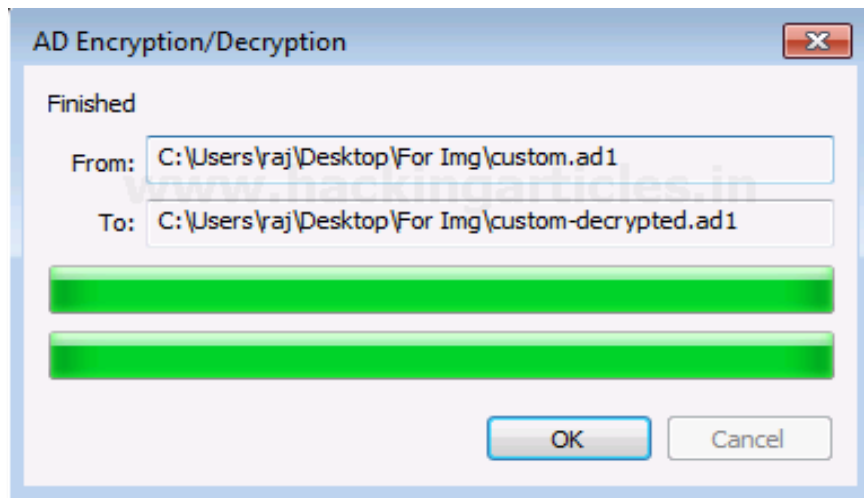 AD Encryption/Decryption
Finished
From: C:\Users\raj\Desktop\For Img\custom.ad1
www.hackingarticles.in
To: C:\Users\raj\Desktop\For Img\custom-decrypted.ad1
OK Cancel